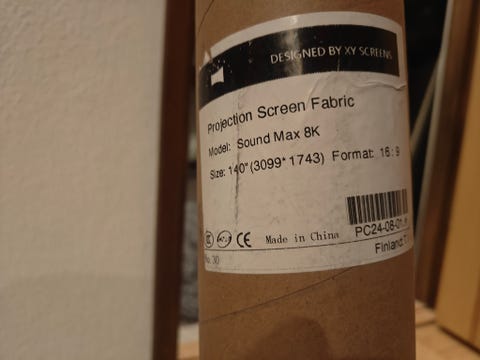 DESIGNED BY XY SCREENS
Projection Screen Fabric
Model: Sound Max 8K
Size: 140"(3099*1743) Format: 16:9
PC24-08-01
CE Made in China
Finland
No. 30